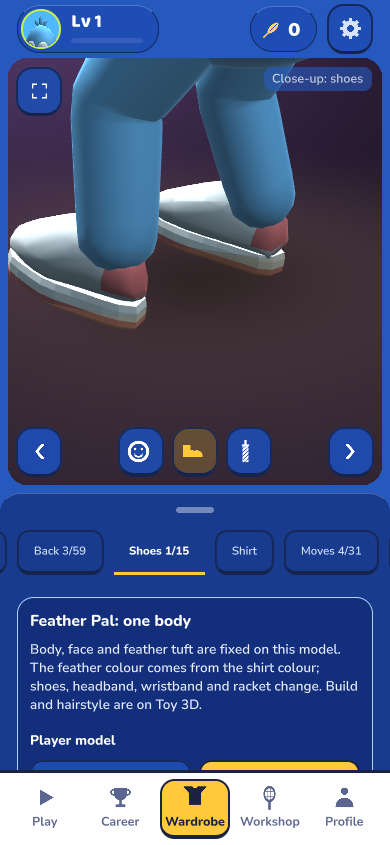 Lv 1
0
Close-up: shoes
Back 3/59
Shoes 1/15
Shirt
Moves 4/31
Feather Pal: one body
Body, face and feather tuft are fixed on this model.
The feather colour comes from the shirt colour;
shoes, headband, wristband and racket change. Build
and hairstyle are on Toy 3D.
Player model
Play
Career
Wardrobe
Workshop
Profile